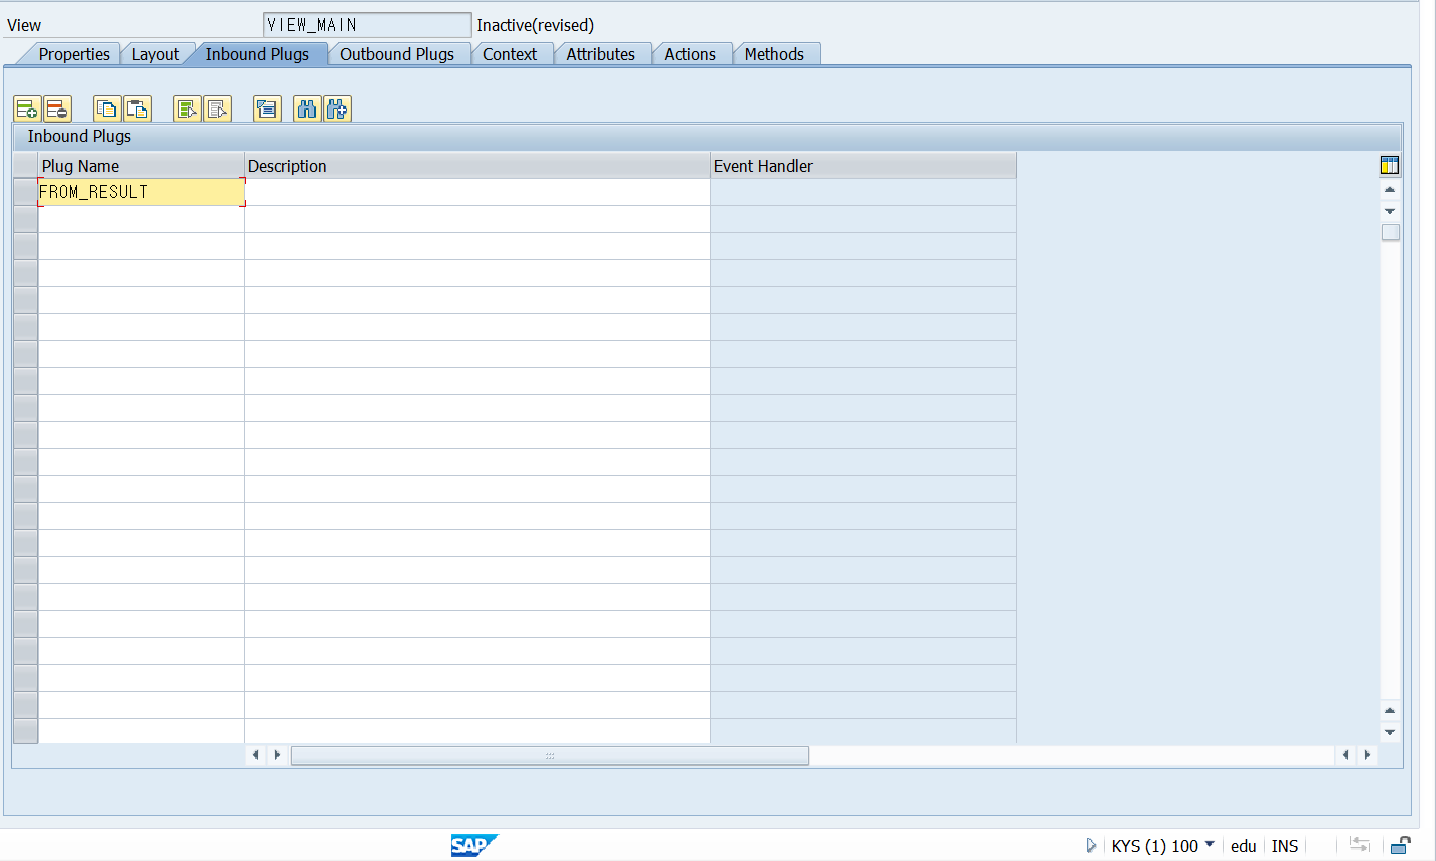 View VIEW_MAIN Inactive(revised)
Properties Layout Inbound Plugs Outbound Plugs Context Attributes Actions Methods
Inbound Plugs
Plug Name Description Event Handler
FROM_RESULT
SAP KYS (1) 100 edu INS